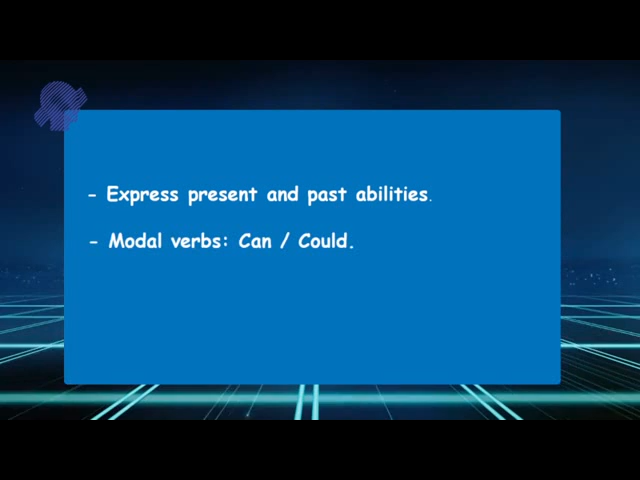 - Express present and past abilities.
- Modal verbs: Can / Could.